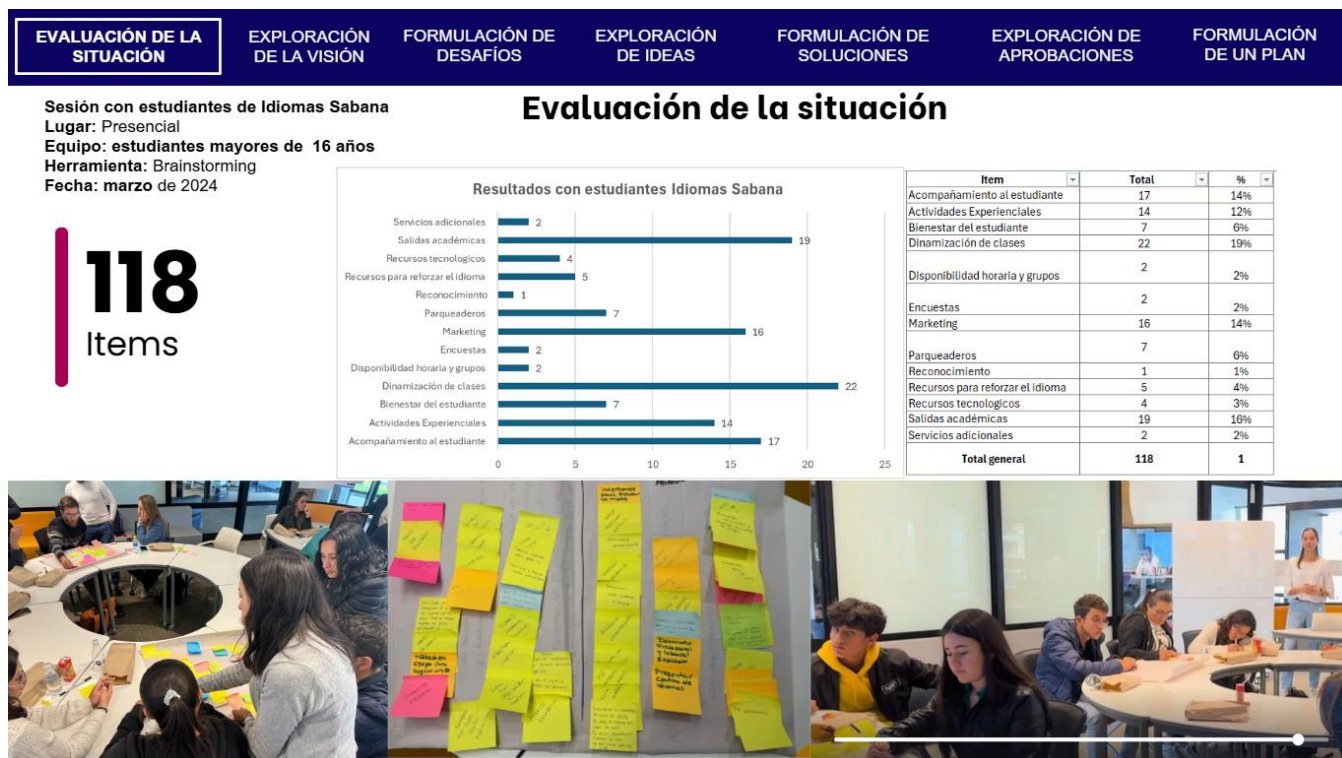 EVALUACIÓN DE LA
SITUACIÓN
EXPLORACIÓN
DE LA VISIÓN
FORMULACIÓN DE
DESAFÍOS
EXPLORACIÓN
DE IDEAS
FORMULACIÓN DE
SOLUCIONES
EXPLORACIÓN DE
APROBACIONES
FORMULACIÓN
DE UN PLAN
Evaluación de la situación
Sesión con estudiantes de Idiomas Sabana
Lugar: Presencial
Equipo: estudiantes mayores de 16 años
Herramienta: Brainstorming
Fecha: marzo de 2024
118
Items
Resultados con estudiantes Idiomas Sabana
Servicios adicionales 2
Salidas académicas 19
Recursos tecnologicos 4
Recursos para reforzar el idioma 5
Reconocimiento 1
Parqueaderos 7
Marketing 16
Encuestas 2
Disponibilidad horaria y grupos 2
Dinamización de clases 22
Bienestar del estudiante 7
Actividades Experienciales 14
Acompañamiento al estudiante 17
0 5 10 15 20 25
Item Total %
Acompañamiento al estudiante 17 14%
Actividades Experienciales 14 12%
Bienestar del estudiante 7 6%
Dinamización de clases 22 19%
Disponibilidad horaria y grupos 2 2%
Encuestas 2 2%
Marketing 16 14%
Parqueaderos 7 6%
Reconocimiento 1 1%
Recursos para reforzar el idioma 5 4%
Recursos tecnologicos 4 3%
Salidas académicas 19 16%
Servicios adicionales 2 2%
Total general 118 1